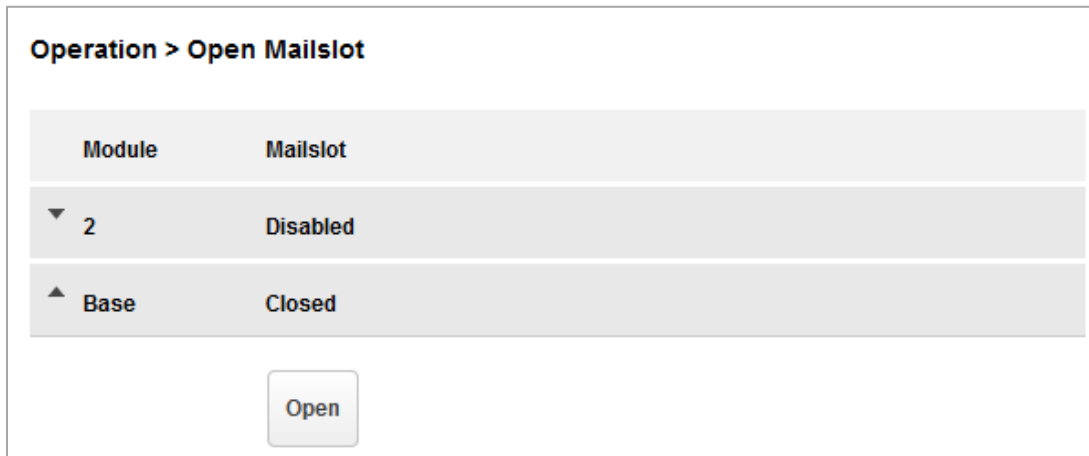 Operation > Open Mailslot
Module Mailslot
2 Disabled
Base Closed
Open